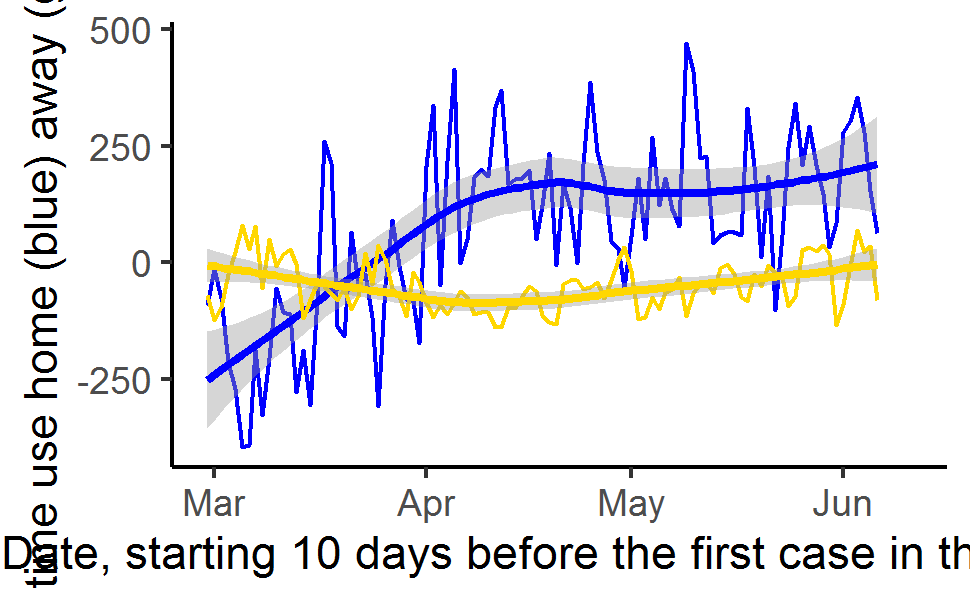 time use home (blue) away (
500
250
0
-250
Mar Apr May Jun
Date, starting 10 days before the first case in th